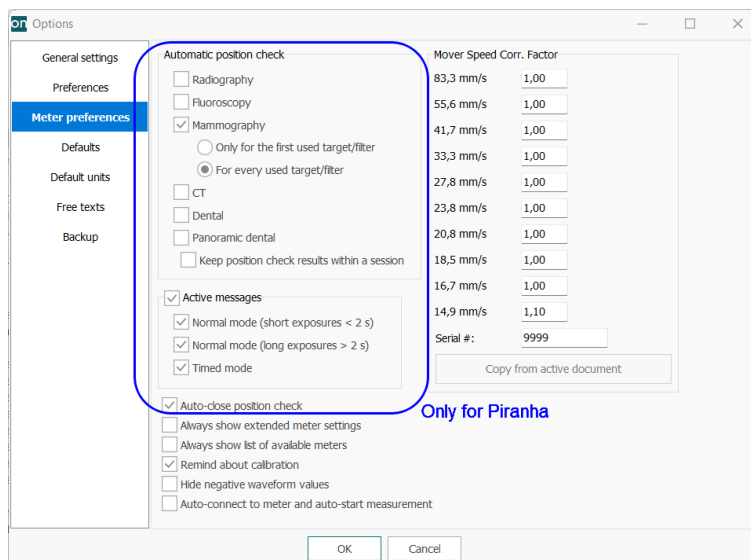 on Options
General settings
Preferences
Meter preferences
Defaults
Default units
Free texts
Backup
Automatic position check
Radiography
Fluoroscopy
Mammography
Only for the first used target/filter
For every used target/filter
CT
Dental
Panoramic dental
Keep position check results within a session
Active messages
Normal mode (short exposures < 2 s)
Normal mode (long exposures > 2 s)
Timed mode
Auto-close position check
Always show extended meter settings
Always show list of available meters
Remind about calibration
Hide negative waveform values
Auto-connect to meter and auto-start measurement
Mover Speed Corr. Factor
83,3 mm/s 1,00
55,6 mm/s 1,00
41,7 mm/s 1,00
33,3 mm/s 1,00
27,8 mm/s 1,00
23,8 mm/s 1,00
20,8 mm/s 1,00
18,5 mm/s 1,00
16,7 mm/s 1,00
14,9 mm/s 1,10
Serial #: 9999
Copy from active document
Only for Piranha
OK Cancel